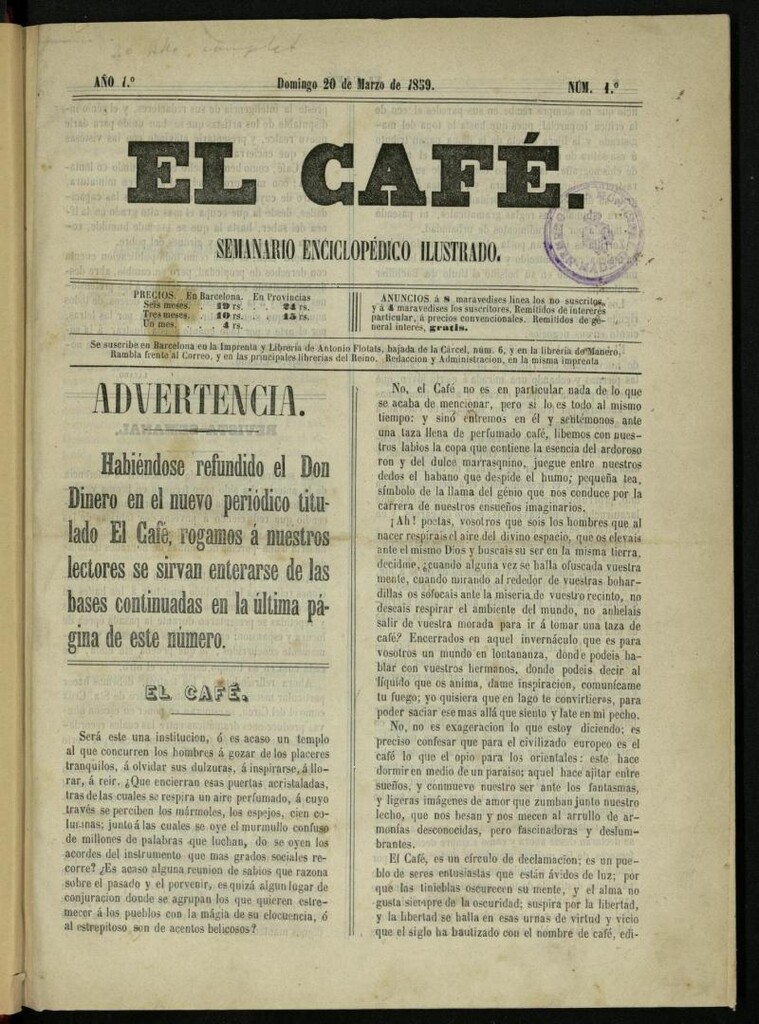 AÑO 1.º
Domingo 20 de Marzo de 1859.
NÚM. 1.º
EL CAFÉ.
SEMANARIO ENCICLOPÉDICO ILUSTRADO.
PRECIOS. En Barcelona. En Provincias
Seis meses. . 19 rs. . . 24 rs.
Tres meses. . 10 rs. . . 15 rs.
Un mes. . . 4 rs.
ANUNCIOS á 8 maravedises linea los no suscritos,
y á 4 maravedises los suscritores. Remitidos de interérés
particular, á precios convencionales. Remitidos de ge-
neral interés, gratis.
Se suscribe en Barcelona en la Imprenta y Librería de Antonio Flotats, bajada de la Cárcel, núm. 6, y en la librería de Manero,
Rambla frente al Correo, y en las principales librerías del Reino. Redaccion y Administracion, en la misma imprenta
ADVERTENCIA.
Habiéndose refundido el Don
Dinero en el nuevo periódico titu-
lado El Café, rogamos á nuestros
lectores se sirvan enterarse de las
bases continuadas en la última pá-
gina de este número.
EL CAFÉ.
Será este una institucion, ó es acaso un templo
al que concurren los hombres á gozar de los placeres
tranquilos, á olvidar sus dulzuras, á inspirarse, á llo-
rar, á reir. ¿Que encierran esas puertas acristaladas,
tras de las cuales se respira un aire perfumado, á cuyo
través se perciben los mármoles, los espejos, cien co-
lumnas; junto á las cuales se oye el murmullo confuso
de millones de palabras que luchan, do se oyen los
acordes del instrumento que mas grados sociales re-
corre? ¿Es acaso alguna reunion de sabios que razona
sobre el pasado y el porvenir, es quizá algun lugar de
conjuracion donde se agrupan los que quieren estre-
mecer á los pueblos con la mágia de su elocuencia, ó
al estrepitoso son de acentos belicosos?
No, el Café no es en particular nada de lo que
se acaba de mencionar, pero si lo es todo al mismo
tiempo: y sinó entremos en él y sentémonos ante
una taza llena de perfumado café, libemos con nues-
tros labios la copa que contiene la esencia del ardoroso
ron y del dulce marrasquino, juegue entre nuestros
dedos el habano que despide el humo; pequeña tea,
símbolo de la llama del génio que nos conduce por la
carrera de nuestros ensueños imaginarios.
¡Ah! poetas, vosotros que sois los hombres que al
nacer respirais el aire del divino espacio, que os elevais
ante el mismo Dios y buscais su ser en la misma tierra,
decidme, ¿cuando alguna vez se halla ofuscada vuestra
mente, cuando mirando al rededor de vuestras bohar-
dillas os sofocais ante la miseria de vuestro recinto, no
deseais respirar el ambiente del mundo, no anhelais
salir de vuestra morada para ir á tomar una taza de
café? Encerrados en aquel invernáculo que es para
vosotros un mundo en lontananza, donde podeis ha-
blar con vuestros hermanos, donde podeis decir al
líquido que os anima, dame inspiracion, comunícame
tu fuego; yo quisiera que en lago te convirtieras, para
poder saciar ese mas allá que siento y late en mi pecho.
No, no es exageracion lo que estoy diciendo; es
preciso confesar que para el civilizado europeo es el
café lo que el opio para los orientales: este hace
dormir en medio de un paraiso; aquel hace ajitar entre
sueños, y conmueve nuestro ser ante los fantasmas,
y ligeras imágenes de amor que zumban junto nuestro
lecho, que nos besan y nos mecen al arrullo de ar-
monías desconocidas, pero fascinadoras y deslum-
brantes.
El Café, es un círculo de declamacion; es un pue-
blo de seres entusiastas que están ávidos de luz; por
que las tinieblas oscurecen su mente, y el alma no
gusta siempre de la oscuridad; suspira por la libertad,
y la libertad se halla en esas urnas de virtud y vicio
que el siglo ha bautizado con el nombre de café, edi-